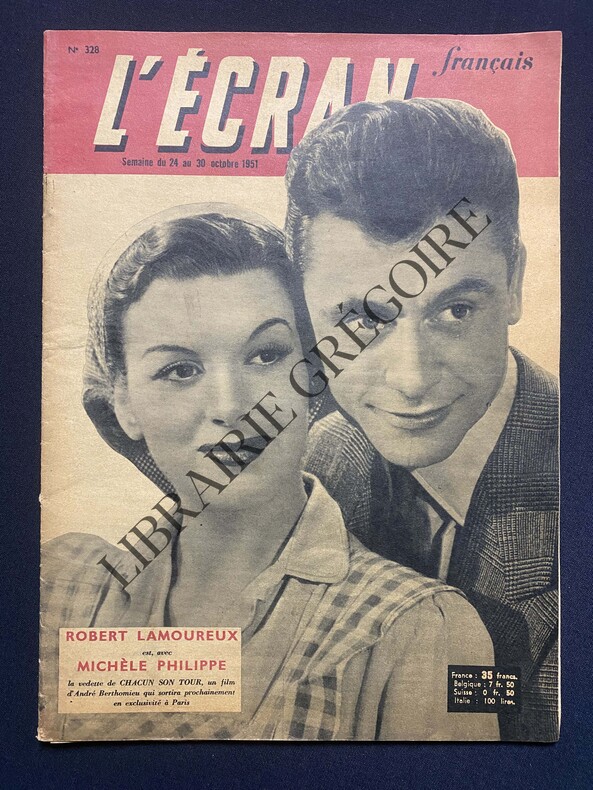 N° 328
L'ÉCRAN
français
Semaine du 24 au 30 octobre 1951
LIBRAIRIE GRÉGOIRE
ROBERT LAMOUREUX
est, avec
MICHÈLE PHILIPPE
la vedette de CHACUN SON TOUR, un film
d'André Berthomieu qui sortira prochainement
en exclusivité à Paris
France : 35 francs.
Belgique : 7 fr. 50
Suisse : 0 fr. 50
Italie : 100 lires.